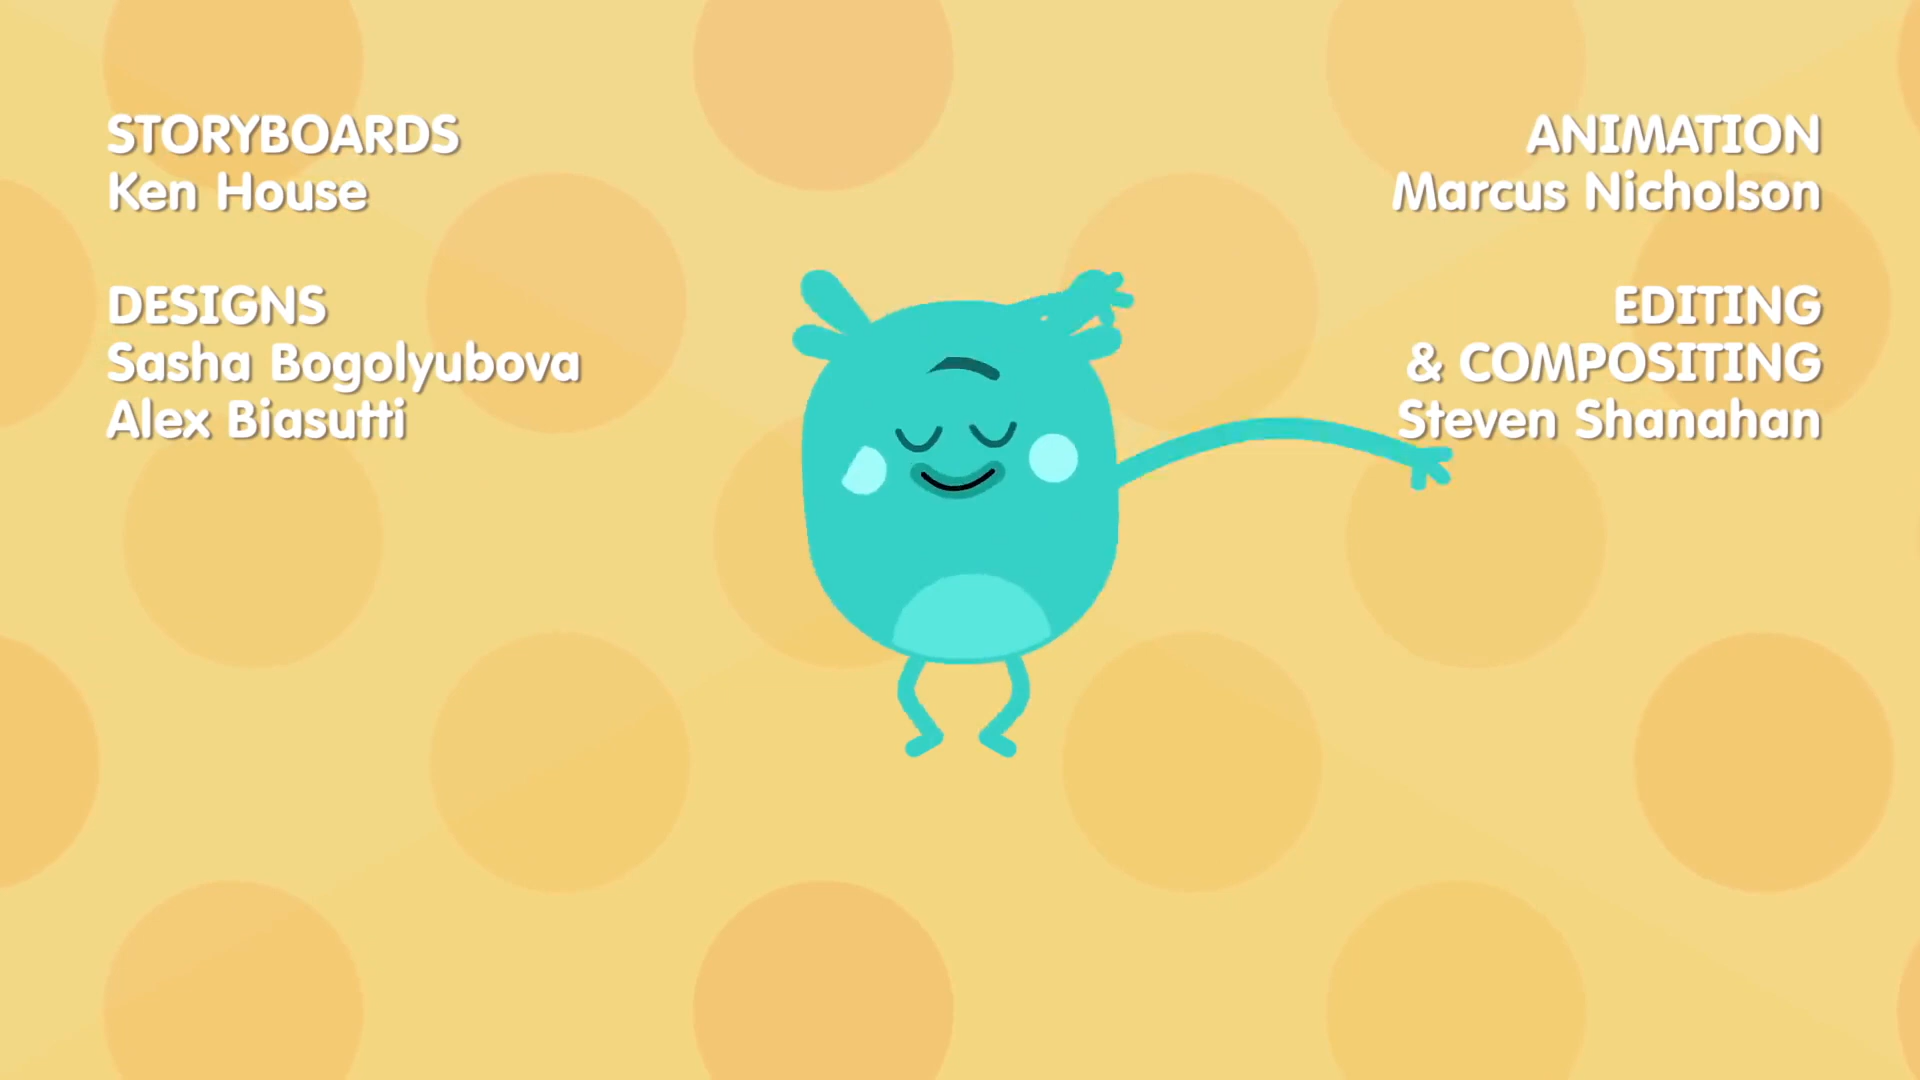 STORYBOARDS
Ken House
DESIGNS
Sasha Bogolyubova
Alex Biasutti
ANIMATION
Marcus Nicholson
EDITING
& COMPOSITING
Steven Shanahan